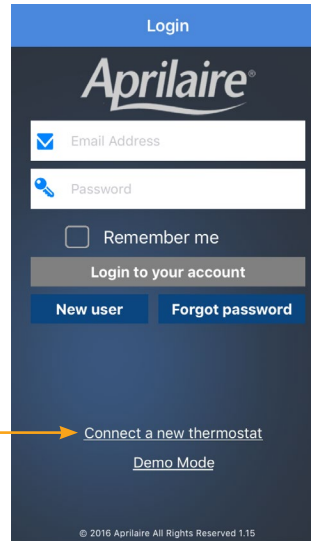 Login
Aprilaire®
Email Address
Password
Remember me
Login to your account
New user Forgot password
Connect a new thermostat
Demo Mode
© 2016 Aprilaire All Rights Reserved 1.15